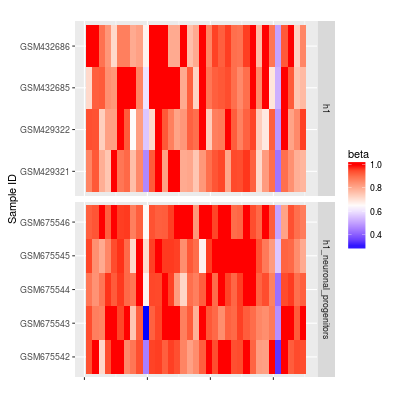 Sample ID
GSM432686
GSM432685
GSM429322
GSM429321
h1
GSM675546
GSM675545
GSM675544
GSM675543
GSM675542
h1_neuronal_progenitors
beta
1.0
0.8
0.6
0.4